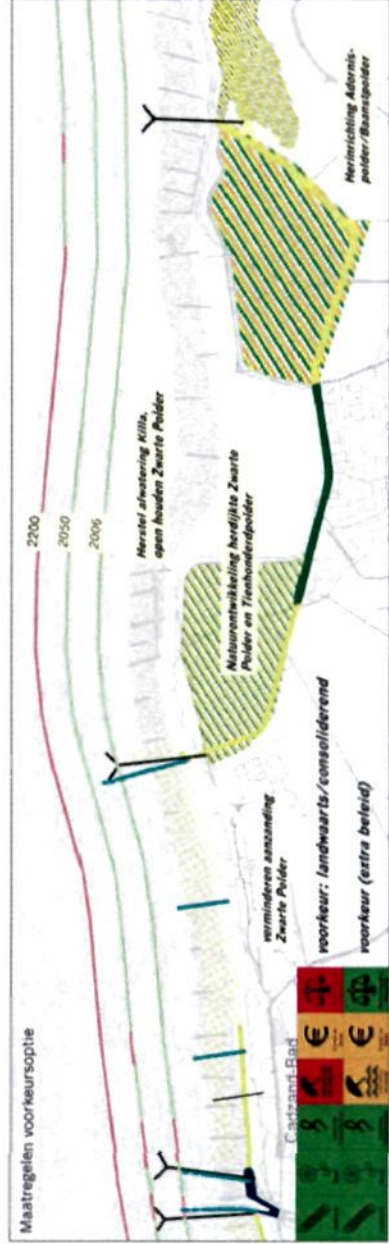 Maatregelen voorkeursoptie
2200
2050
2006
Herstel afwatering Killa,
open houden Zwarte Polder
Natuurontwikkeling herdijkte Zwarte
Polder en Tienhonderdpolder
Herinrichting Adornis-
polder/Baanstpolder
verminderen aanzanding
Zwarte Polder
Cadzand-Bad
voorkeur: landwaarts/consoliderend
voorkeur (extra beleid)